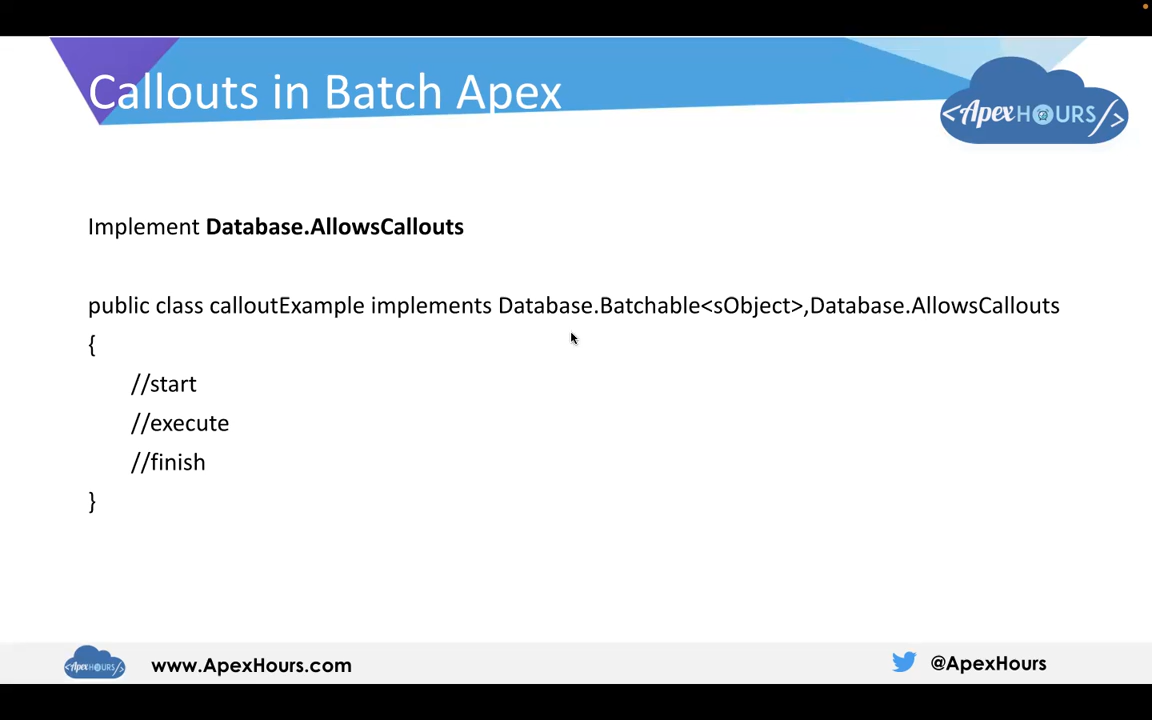 Callouts in Batch Apex
<ApexHOURS/>
Implement Database.AllowsCallouts
public class calloutExample implements Database.Batchable<sObject>,Database.AllowsCallouts
{
//start
//execute
//finish
}
<ApexHOURS/>
www.ApexHours.com
@ApexHours